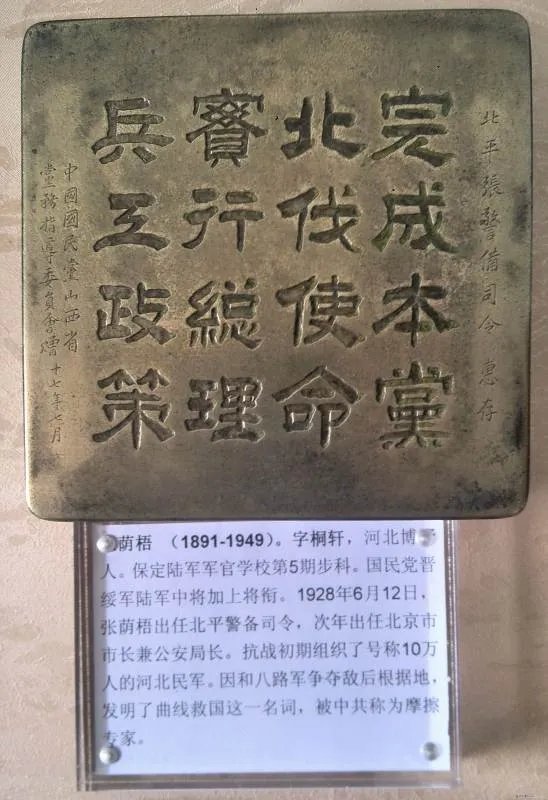 北平張警備司令 惠存
完成本黨
北伐使命
實行總理
兵工政策
中國國民黨山西省
黨務指導委員會贈 十七年七月
荫梧 （1891-1949）。字桐轩，河北博
人。保定陆军军官学校第5期步科。国民党晋
绥军陆军中将加上将衔。1928年6月12日，
张荫梧出任北平警备司令，次年出任北京市
市长兼公安局长。抗战初期组织了号称10万
人的河北民军。因和八路军争夺敌后根据地，
发明了曲线救国这一名词，被中共称为摩擦
专家。